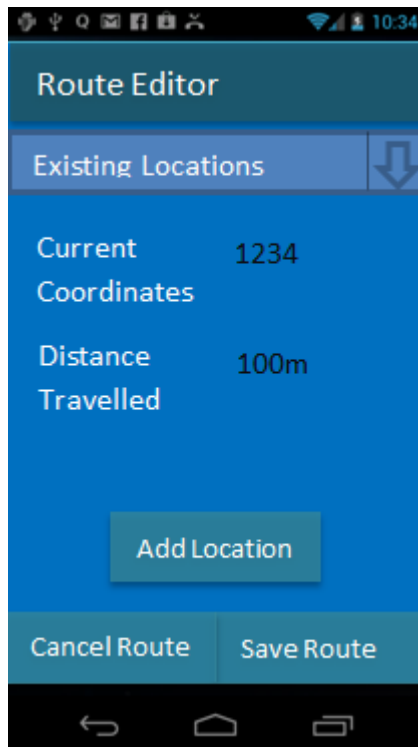 10:34
Route Editor
Existing Locations
Current
Coordinates
1234
Distance
Travelled
100m
Add Location
Cancel Route
Save Route